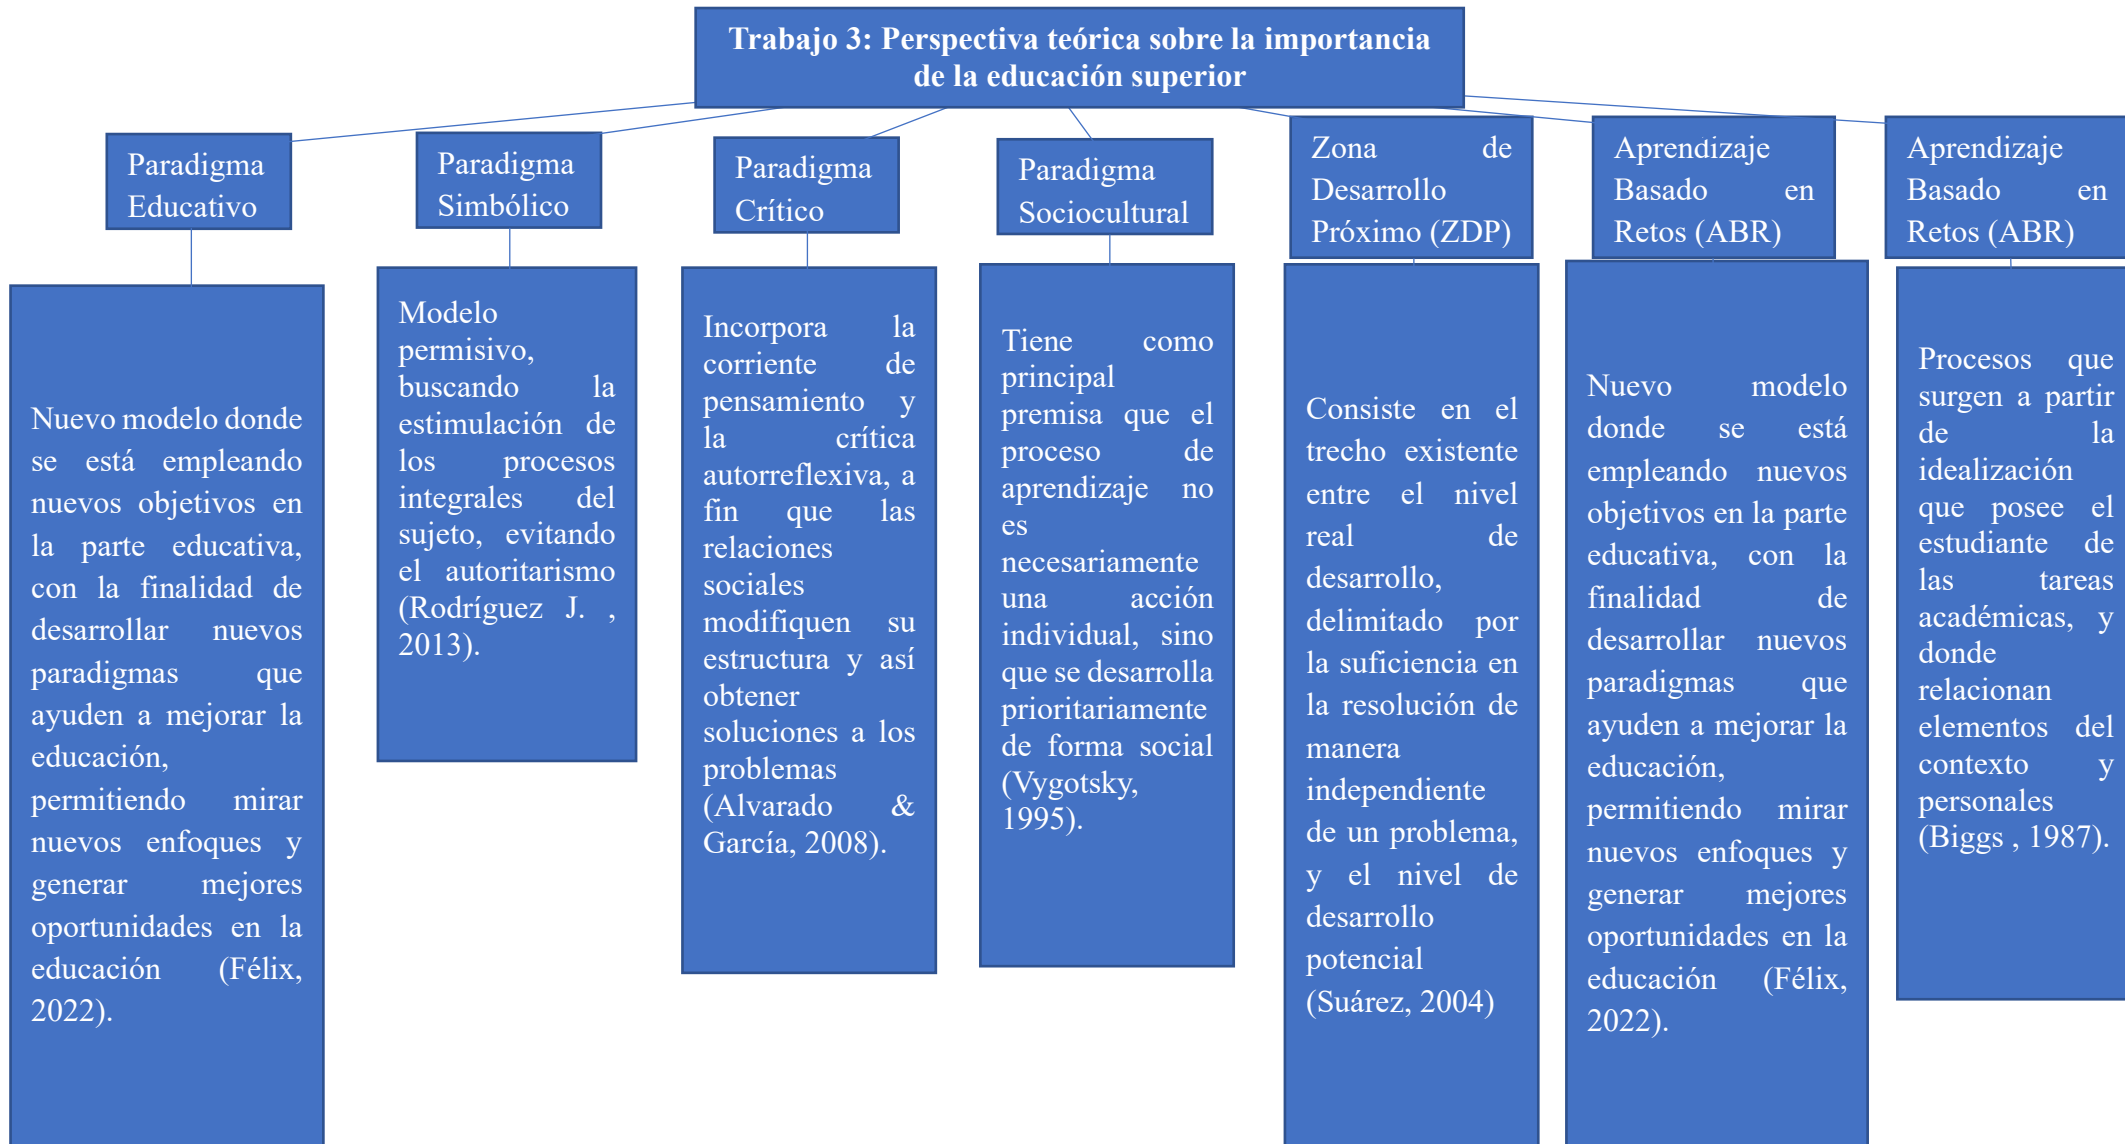 Trabajo 3: Perspectiva teórica sobre la importancia
de la educación superior
Paradigma
Educativo
Paradigma
Simbólico
Paradigma
Crítico
Paradigma
Sociocultural
Zona de
Desarrollo
Próximo (ZDP)
Aprendizaje
Basado en
Retos (ABR)
Aprendizaje
Basado en
Retos (ABR)
Nuevo modelo donde
se está empleando
nuevos objetivos en
la parte educativa,
con la finalidad de
desarrollar nuevos
paradigmas que
ayuden a mejorar la
educación,
permitiendo mirar
nuevos enfoques y
generar mejores
oportunidades en la
educación (Félix,
2022).
Modelo
permisivo,
buscando la
estimulación de
los procesos
integrales del
sujeto, evitando
el autoritarismo
(Rodríguez J. ,
2013).
Incorpora la
corriente de
pensamiento y
la crítica
autorreflexiva, a
fin que las
relaciones
sociales
modifiquen su
estructura y así
obtener
soluciones a los
problemas
(Alvarado &
García, 2008).
Tiene como
principal
premisa que el
proceso de
aprendizaje no
es
necesariamente
una acción
individual, sino
que se desarrolla
prioritariamente
de forma social
(Vygotsky,
1995).
Consiste en el
trecho existente
entre el nivel
real de
desarrollo,
delimitado por
la suficiencia en
la resolución de
manera
independiente
de un problema,
y el nivel de
desarrollo
potencial
(Suárez, 2004)
Nuevo modelo
donde se está
empleando nuevos
objetivos en la parte
educativa, con la
finalidad de
desarrollar nuevos
paradigmas que
ayuden a mejorar la
educación,
permitiendo mirar
nuevos enfoques y
generar mejores
oportunidades en la
educación (Félix,
2022).
Procesos que
surgen a partir
de la
idealización
que posee el
estudiante de
las tareas
académicas, y
donde
relacionan
elementos del
contexto y
personales
(Biggs , 1987).